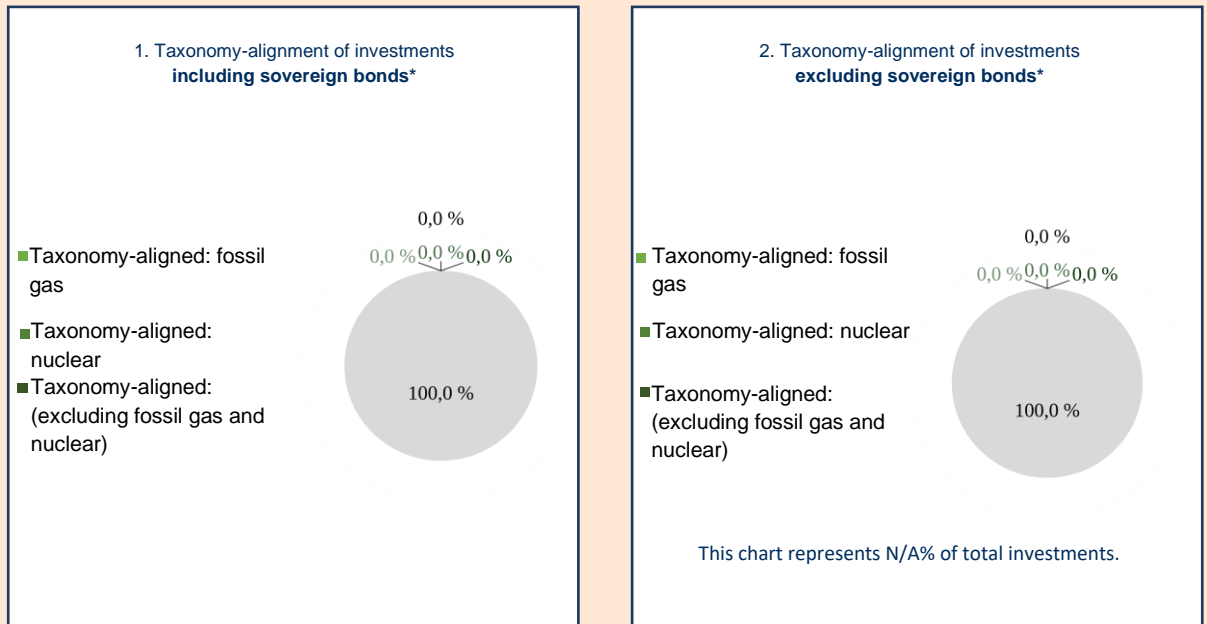 1. Taxonomy-alignment of investments
including sovereign bonds*
0,0 %
0,0 % 0,0 % 0,0 %
Taxonomy-aligned: fossil
gas
Taxonomy-aligned:
nuclear
Taxonomy-aligned:
(excluding fossil gas and
nuclear)
100,0 %
2. Taxonomy-alignment of investments
excluding sovereign bonds*
0,0 %
0,0 % 0,0 % 0,0 %
Taxonomy-aligned: fossil
gas
Taxonomy-aligned: nuclear
Taxonomy-aligned:
(excluding fossil gas and
nuclear)
100,0 %
This chart represents N/A% of total investments.